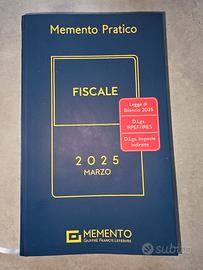 Memento Pratico
FISCALE
Legge di
Bilancio 2025
D.Lgs.
IRPEF/IRES
D.Lgs. Imposte
indirette
2025
MARZO
MEMENTO
GIUFFRÈ FRANCIS LEFEBVRE
subito